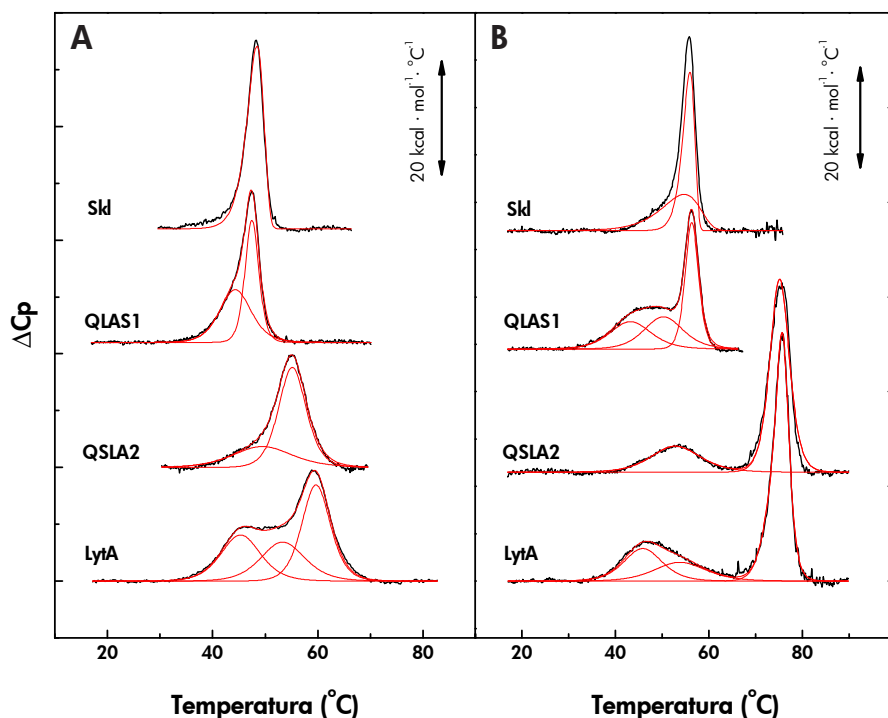 A
B
20 kcal · mol⁻¹ · °C⁻¹
20 kcal · mol⁻¹ · °C⁻¹
Skl
Skl
QLAS1
QLAS1
QSLA2
QSLA2
LytA
LytA
ΔCp
20 40 60 80
20 40 60 80
Temperatura (°C)
Temperatura (°C)